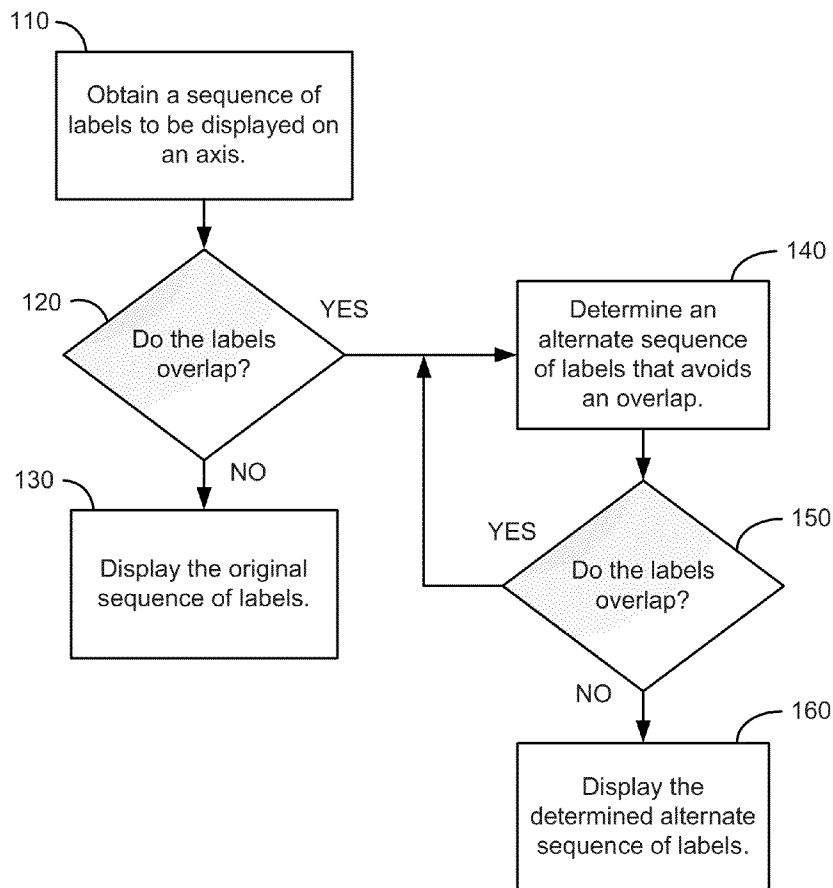 110
Obtain a sequence of
labels to be displayed on
an axis.
120
Do the labels
overlap?
YES
NO
130
Display the original
sequence of labels.
140
Determine an
alternate sequence
of labels that avoids
an overlap.
150
YES
Do the labels
overlap?
NO
160
Display the
determined alternate
sequence of labels.